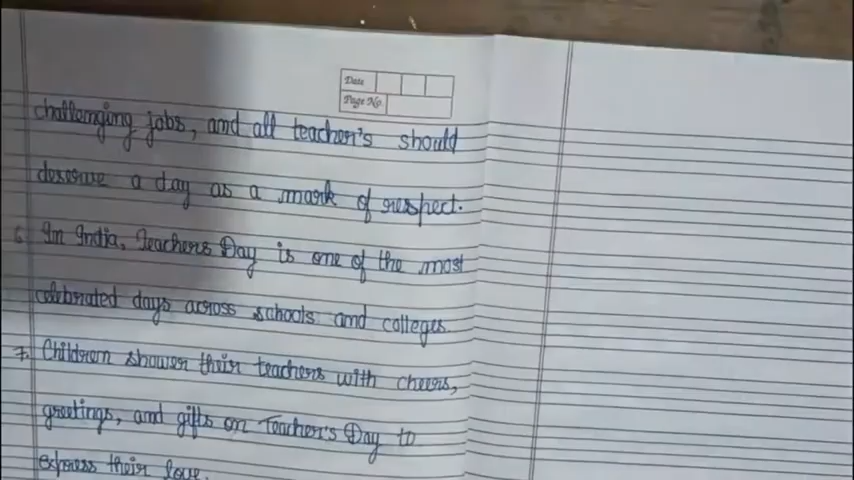 Date
Page No.
challenging jobs, and all teacher's should
deserve a day as a mark of respect.
6. In India, Teachers Day is one of the most
celebrated days across schools and colleges.
7. Children shower their teachers with cheers,
greetings, and gifts on Teacher's Day to
express their love.